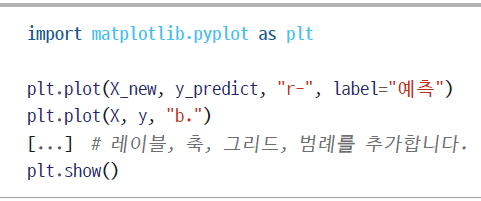 import matplotlib.pyplot as plt
plt.plot(X_new, y_predict, "r-", label="예측")
plt.plot(X, y, "b.")
[...]  # 레이블, 축, 그리드, 범례를 추가합니다.
plt.show()